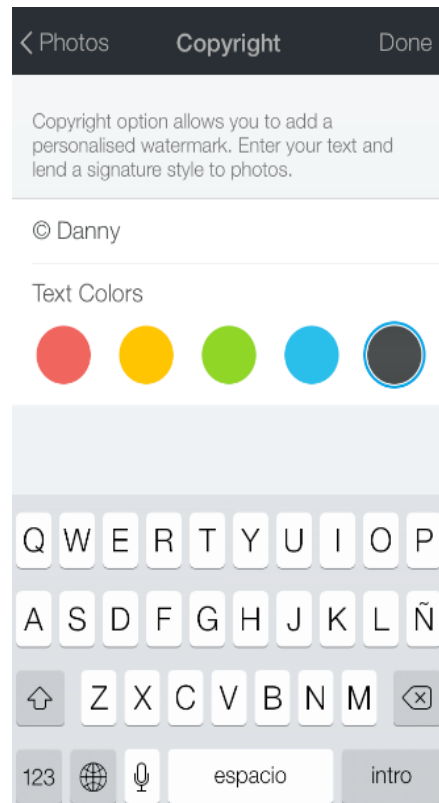 Photos Copyright Done
Copyright option allows you to add a
personalised watermark. Enter your text and
lend a signature style to photos.
© Danny
Text Colors
Q W E R T Y U I O P
A S D F G H J K L Ñ
Z X C V B N M
123 espacio intro